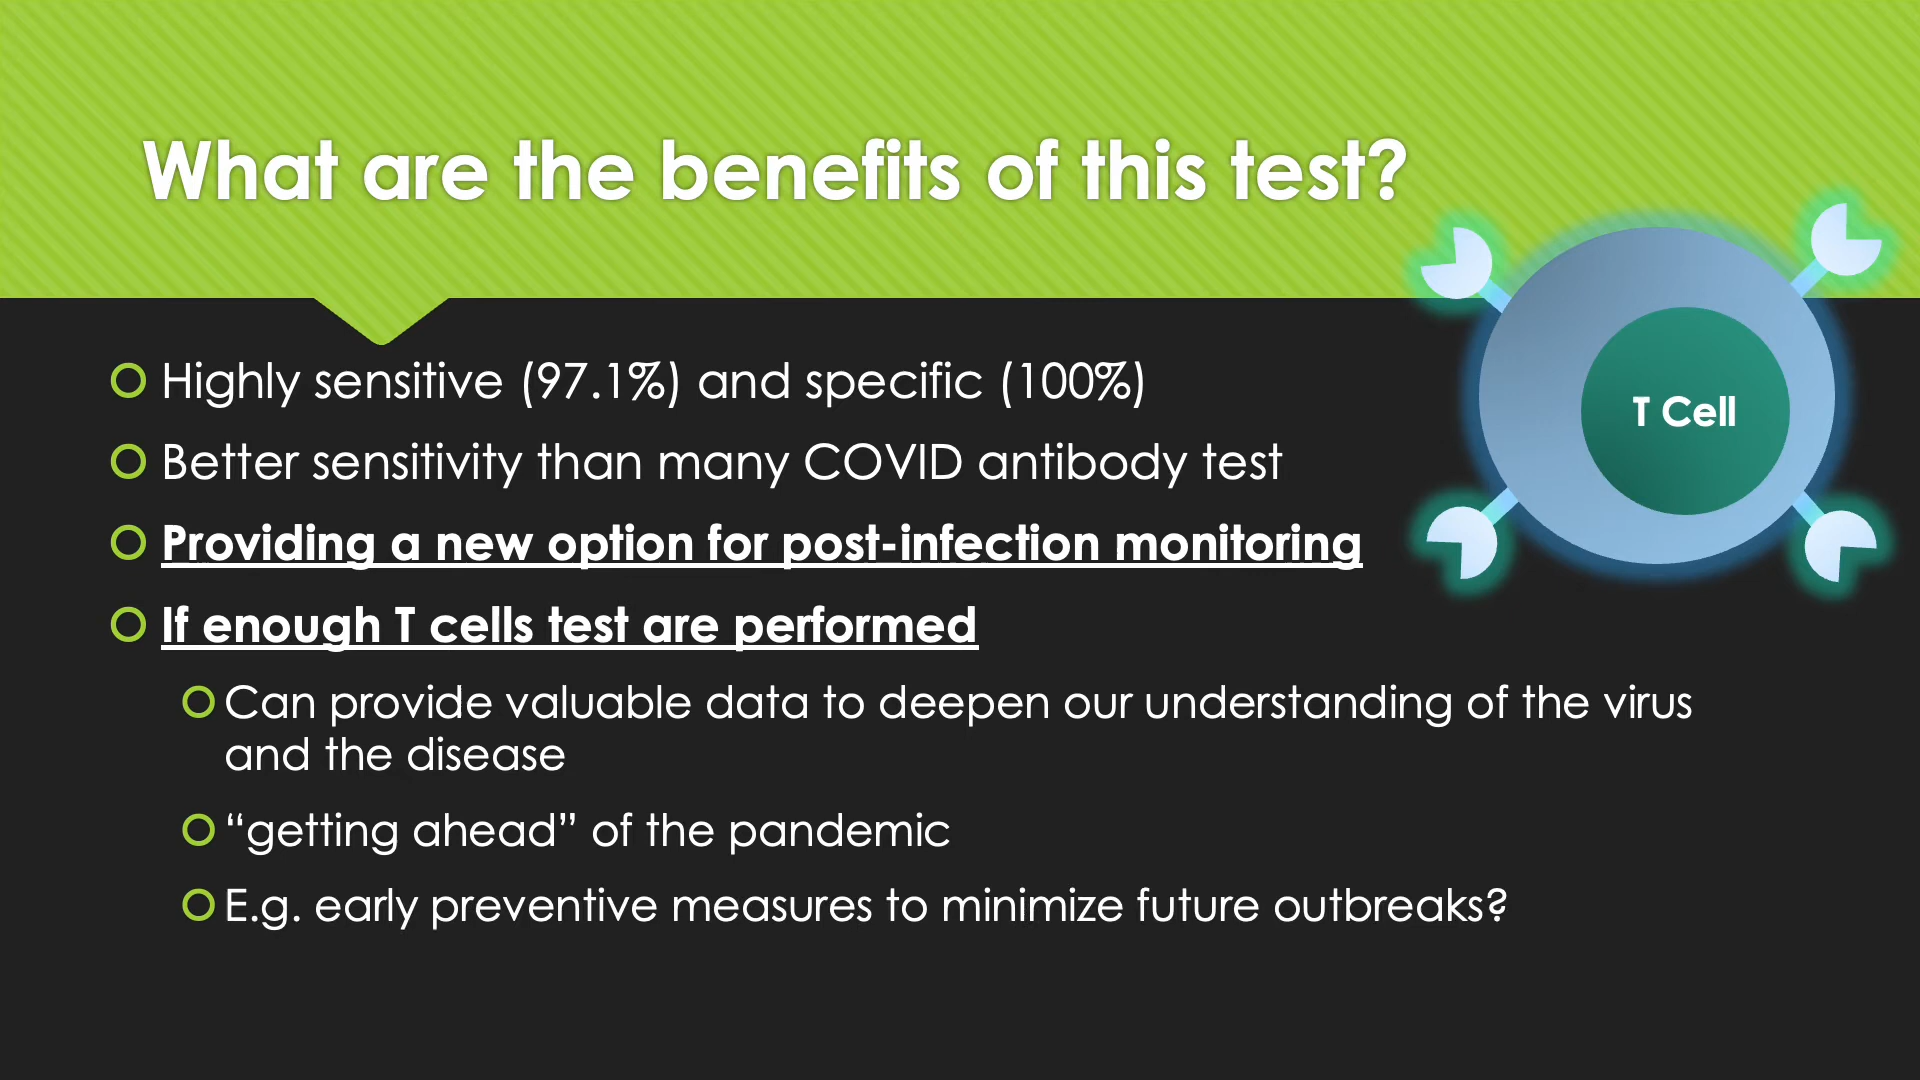 What are the benefits of this test?
Highly sensitive (97.1%) and specific (100%)
Better sensitivity than many COVID antibody test
Providing a new option for post-infection monitoring
If enough T cells test are performed
Can provide valuable data to deepen our understanding of the virus
and the disease
“getting ahead” of the pandemic
E.g. early preventive measures to minimize future outbreaks?
T Cell